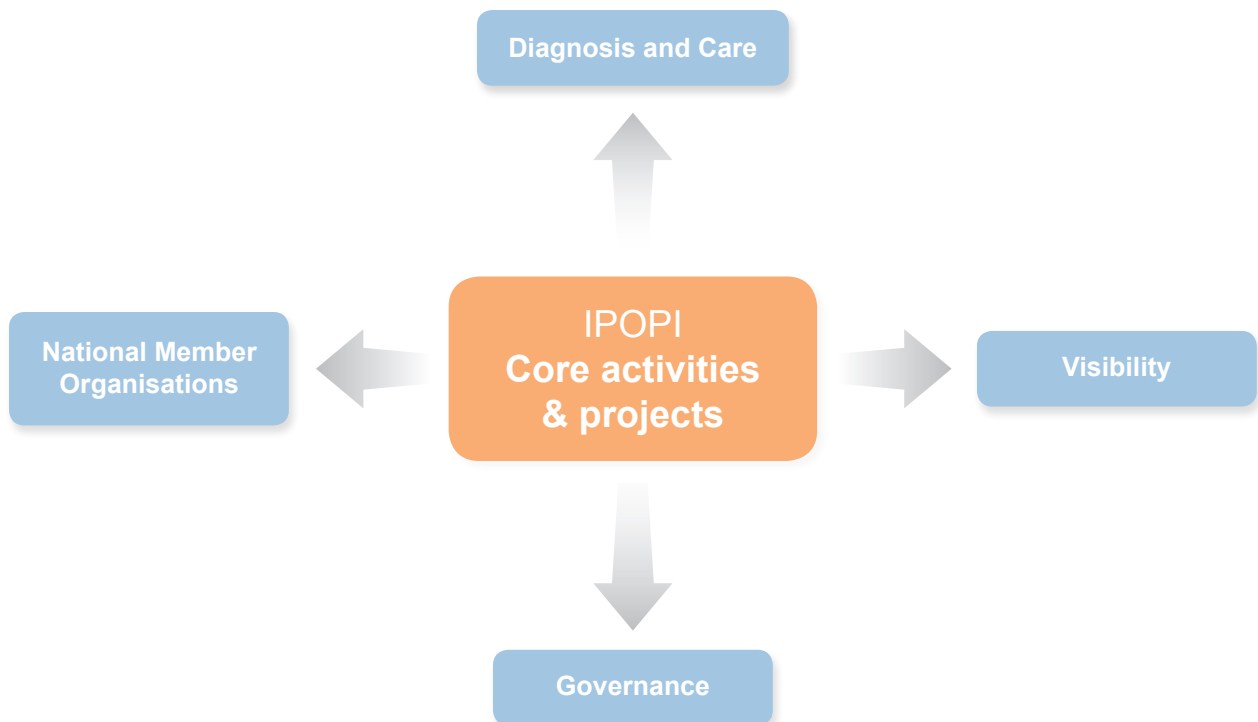 Diagnosis and Care
National Member
Organisations
IPOPI
Core activities
& projects
Visibility
Governance